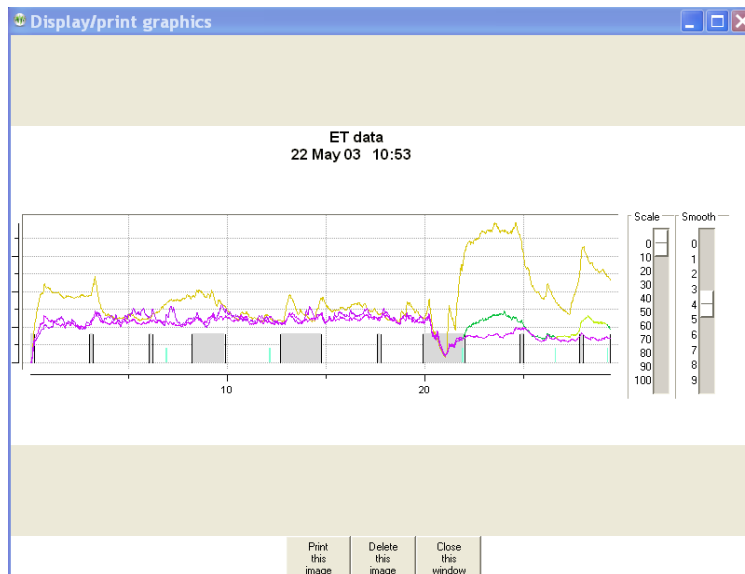 Display/print graphics
ET data
22 May 03 10:53
Scale
0
10
20
30
40
50
60
70
80
90
100
Smooth
0
1
2
3
4
5
6
7
8
9
10
20
Print
this
image
Delete
this
image
Close
this
window